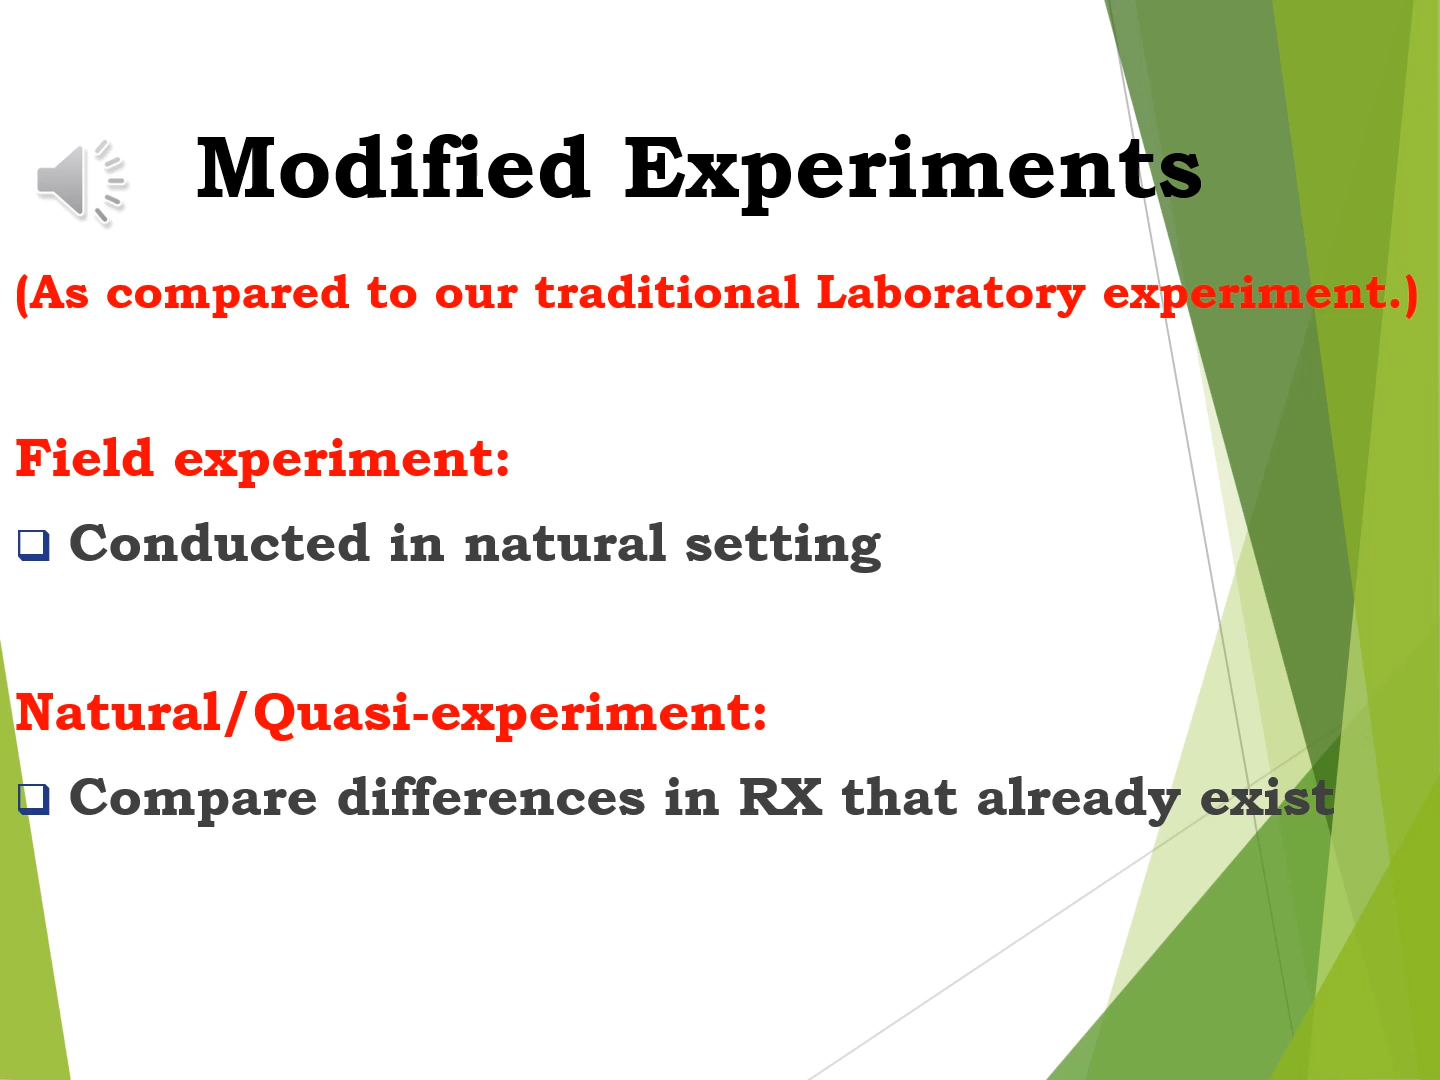 Modified Experiments
(As compared to our traditional Laboratory experiment.)
Field experiment:
Conducted in natural setting
Natural/Quasi-experiment:
Compare differences in RX that already exist